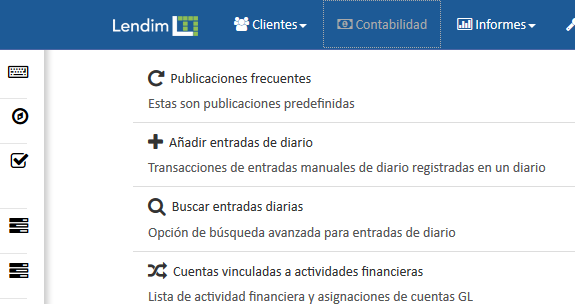 Lendim
Clientes
Contabilidad
Informes
Publicaciones frecuentes
Estas son publicaciones predefinidas
Añadir entradas de diario
Transacciones de entradas manuales de diario registradas en un diario
Buscar entradas diarias
Opción de búsqueda avanzada para entradas de diario
Cuentas vinculadas a actividades financieras
Lista de actividad financiera y asignaciones de cuentas GL